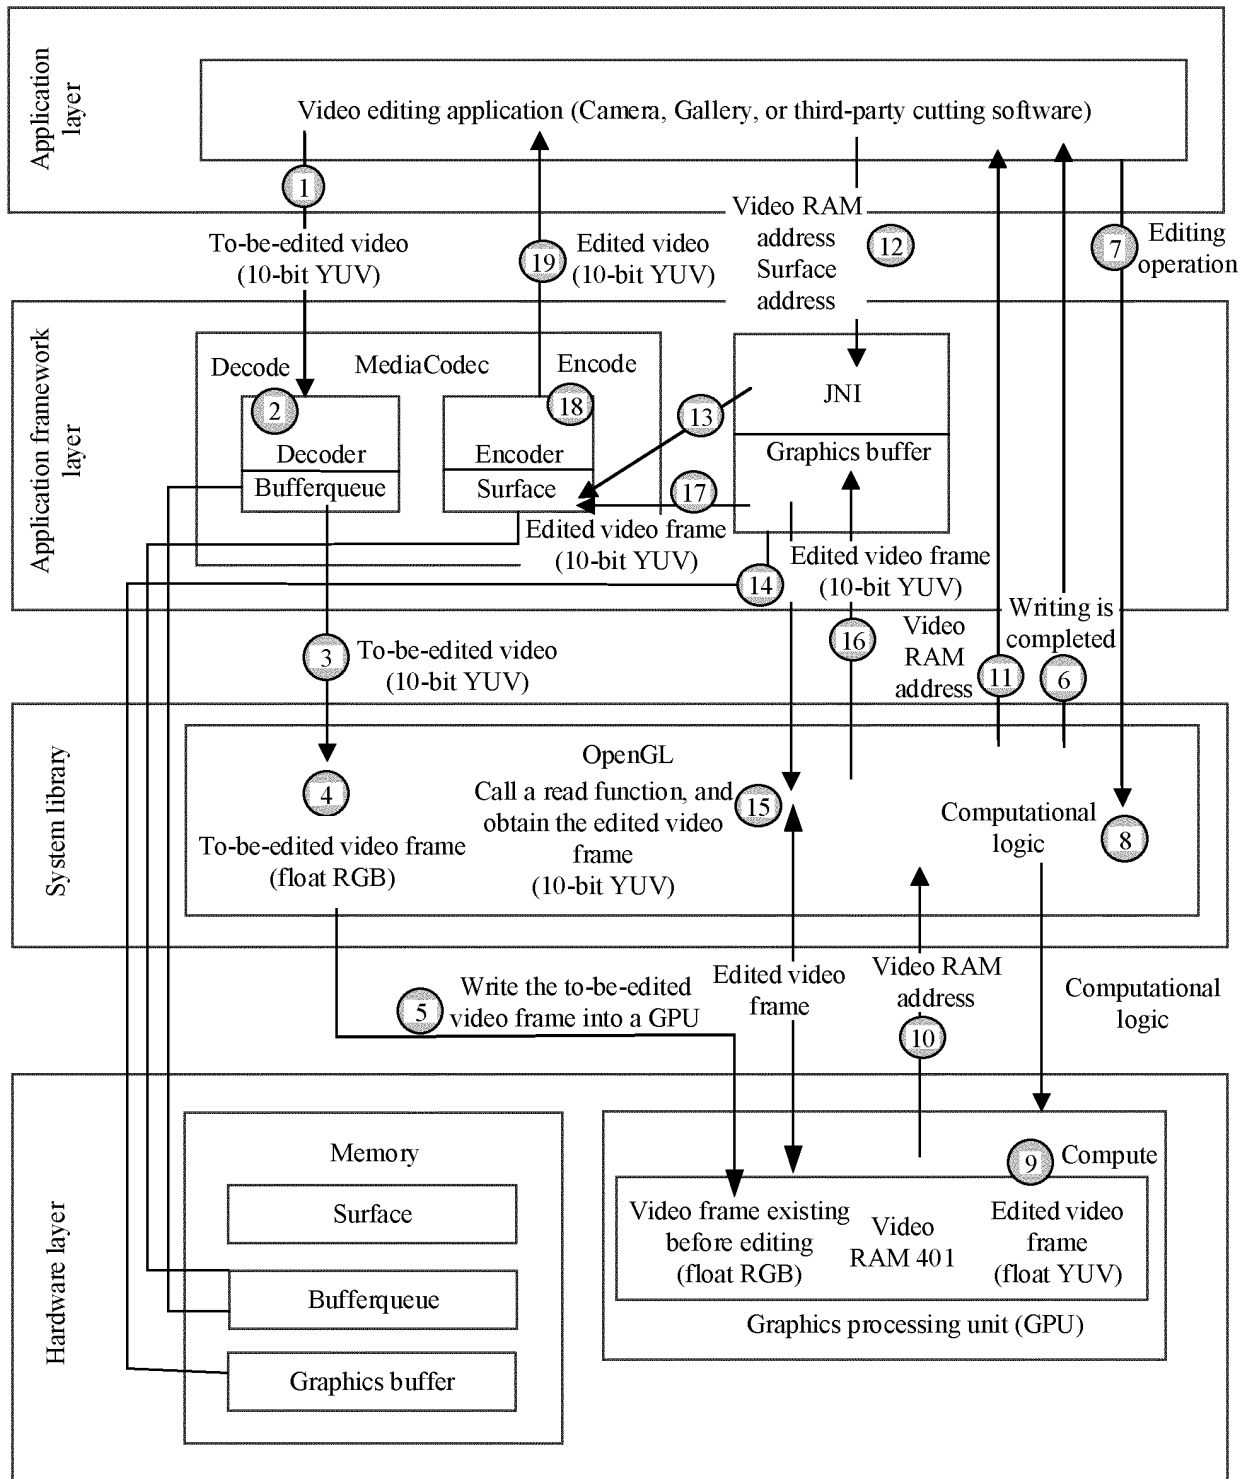 Application
layer
Video editing application (Camera, Gallery, or third-party cutting software)
1
To-be-edited video
(10-bit YUV)
19
Edited video
(10-bit YUV)
Video RAM
address
Surface
address
12
7
Editing
operation
Application framework
layer
Decode
MediaCodec
Encode
2
Decoder
Bufferqueue
18
Encoder
Surface
13
JNI
Graphics buffer
17
Edited video frame
(10-bit YUV)
14
Edited video frame
(10-bit YUV)
3
To-be-edited video
(10-bit YUV)
16
Video
RAM
address
11
Writing is
completed
6
System library
OpenGL
4
To-be-edited video frame
(float RGB)
Call a read function, and
obtain the edited video
frame
(10-bit YUV)
15
Computational
logic
8
5
Write the to-be-edited
video frame into a GPU
Edited video
frame
Video RAM
address
10
Computational
logic
Hardware layer
Memory
Surface
Bufferqueue
Graphics buffer
9
Compute
Video frame existing
before editing
(float RGB)
Video
RAM 401
Edited video
frame
(float YUV)
Graphics processing unit (GPU)